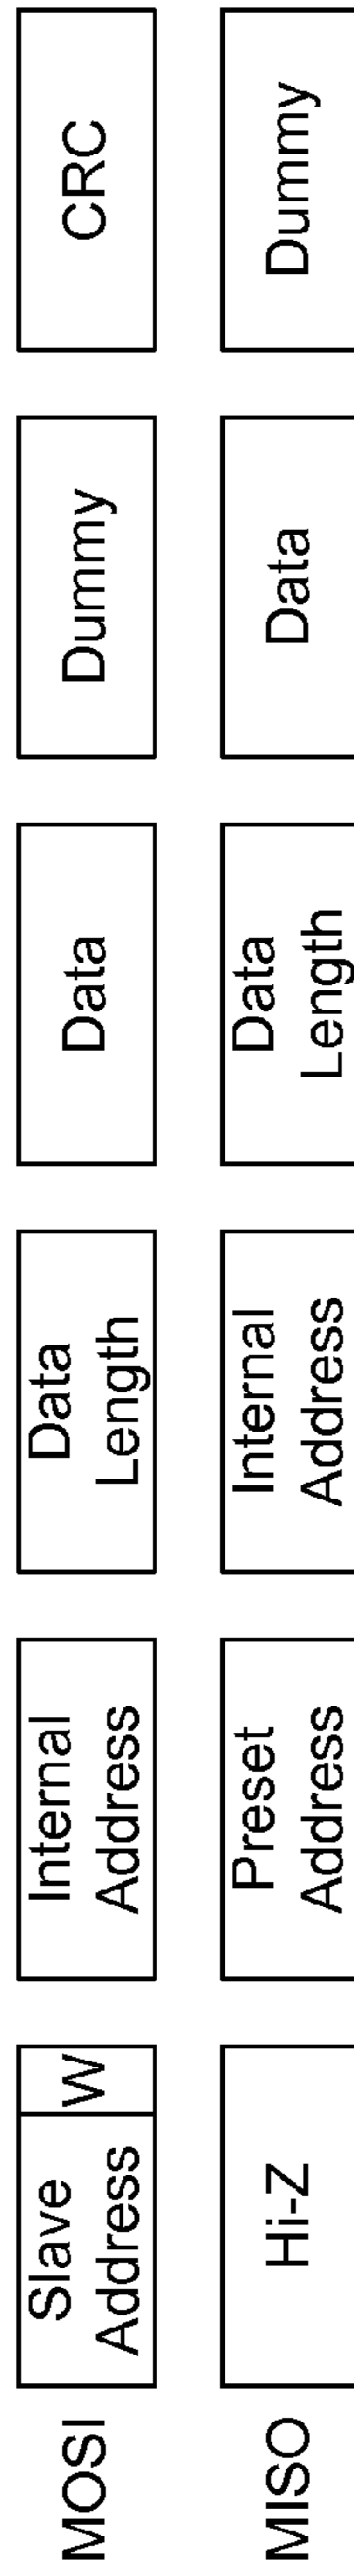 MOSI
Slave
Address
W
Internal
Address
Data
Length
Data
Dummy
CRC
MISO
Hi-Z
Preset
Address
Internal
Address
Data
Length
Data
Dummy